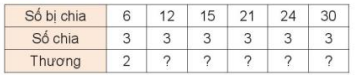 Số bị chia 6 12 15 21 24 30
Số chia 3 3 3 3 3 3
Thương 2 ? ? ? ? ?